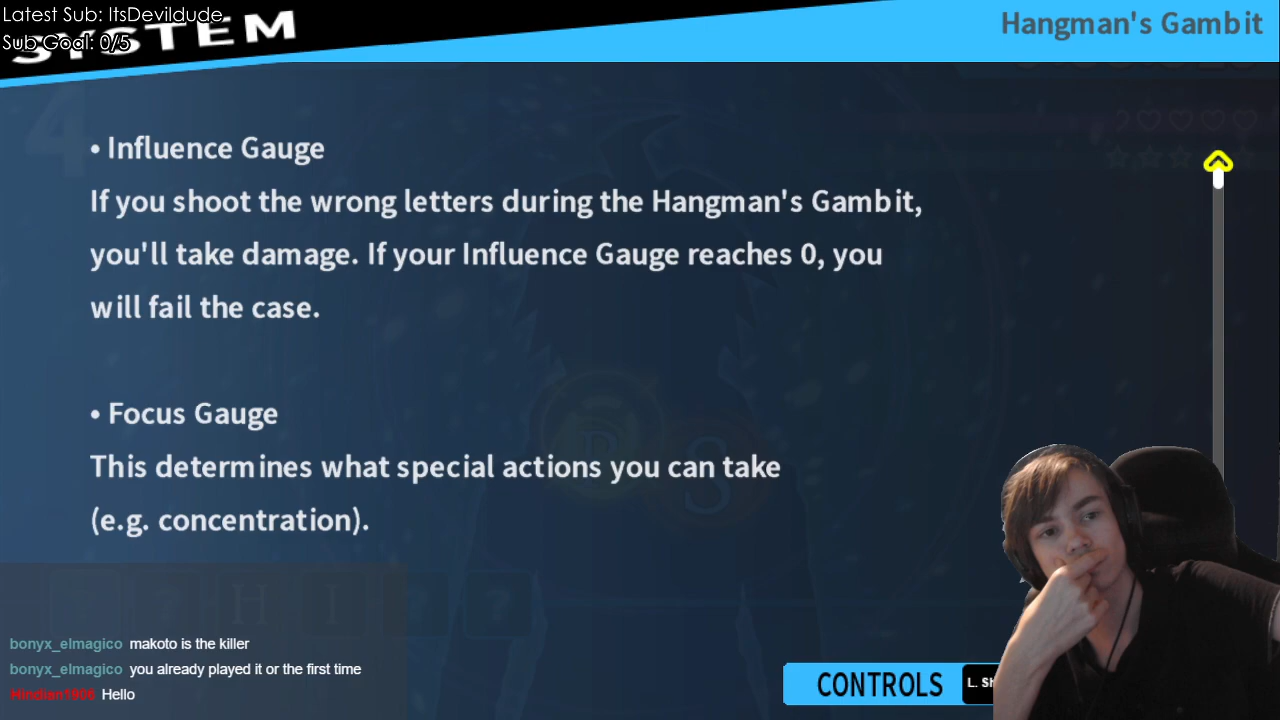 Latest Sub: ItsDevildude
Sub Goal: 0/5
SYSTEM
Hangman's Gambit
• Influence Gauge
If you shoot the wrong letters during the Hangman's Gambit,
you'll take damage. If your Influence Gauge reaches 0, you
will fail the case.
• Focus Gauge
This determines what special actions you can take
(e.g. concentration).
H I ?
bonyx_elmagico makoto is the killer
bonyx_elmagico you already played it or the first time
Hindian1906 Hello
CONTROLS
L.